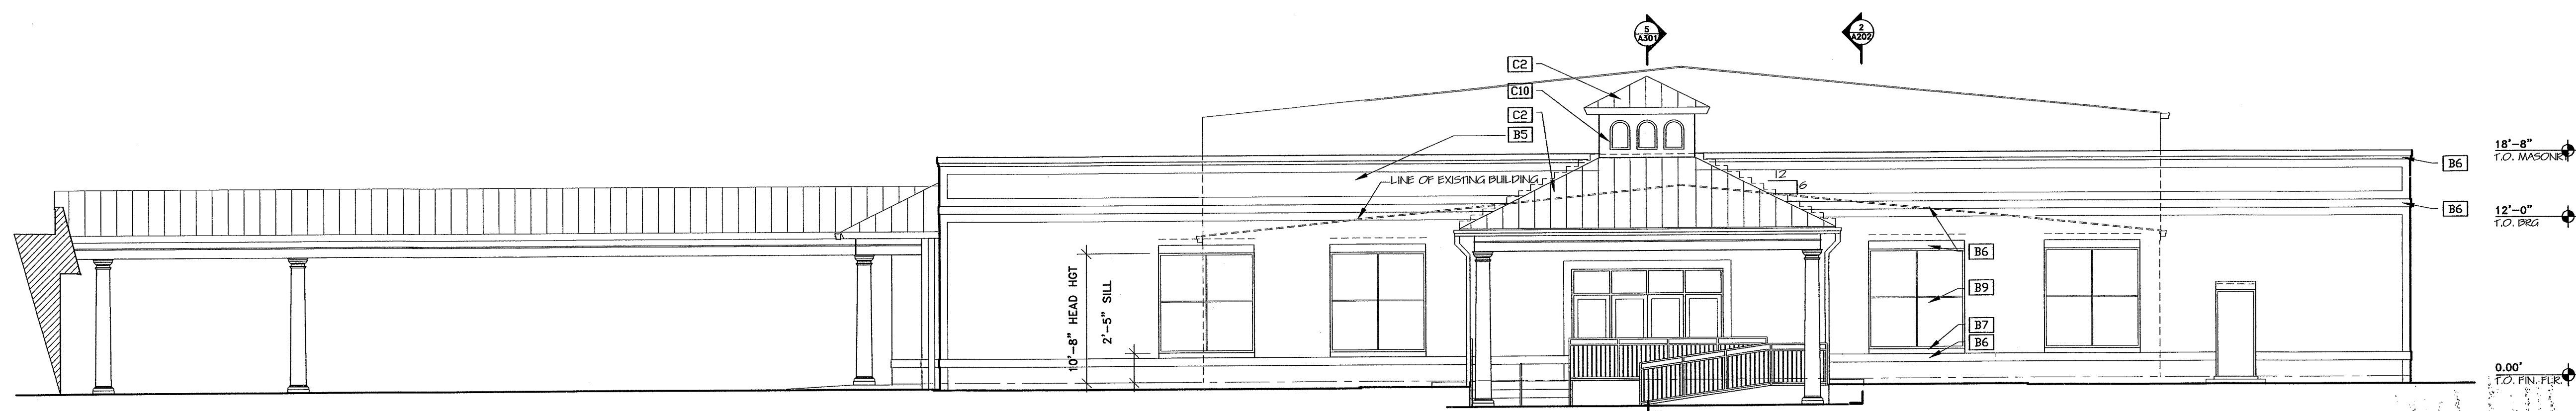 5
A301
2
A202
C2
C10
C2
B5
LINE OF EXISTING BUILDING
12
6
18'-8"
T.O. MASONRY
B6
12'-0"
T.O. BRG
B6
B6
B9
B7
B6
10'-8" HEAD HGT
2'-5" SILL
0.00'
T.O. FIN. FLR.